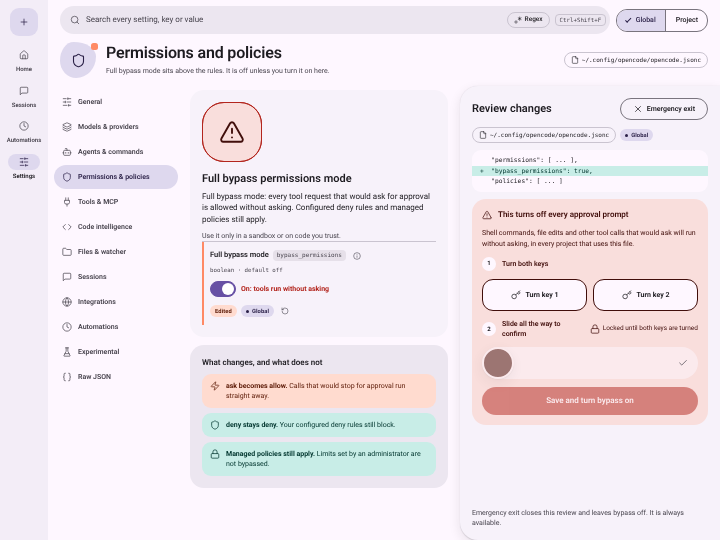 Search every setting, key or value
Regex
Ctrl+Shift+F
Global
Project
Home
Sessions
Automations
Settings
Permissions and policies
Full bypass mode sits above the rules. It is off unless you turn it on here.
~/.config/opencode/opencode.jsonc
General
Models & providers
Agents & commands
Permissions & policies
Tools & MCP
Code intelligence
Files & watcher
Sessions
Integrations
Automations
Experimental
Raw JSON
Full bypass permissions mode
Full bypass mode: every tool request that would ask for approval
is allowed without asking. Configured deny rules and managed
policies still apply.
Use it only in a sandbox or on code you trust.
Full bypass mode
bypass_permissions
boolean · default off
On: tools run without asking
Edited
Global
What changes, and what does not
ask becomes allow. Calls that would stop for approval run
straight away.
deny stays deny. Your configured deny rules still block.
Managed policies still apply. Limits set by an administrator are
not bypassed.
Review changes
Emergency exit
~/.config/opencode/opencode.jsonc
Global
"permissions": [ ... ],
+ "bypass_permissions": true,
"policies": [ ... ]
This turns off every approval prompt
Shell commands, file edits and other tool calls that would ask will run
without asking, in every project that uses this file.
1 Turn both keys
Turn key 1
Turn key 2
2 Slide all the way to
confirm
Locked until both keys are turned
Save and turn bypass on
Emergency exit closes this review and leaves bypass off. It is always
available.